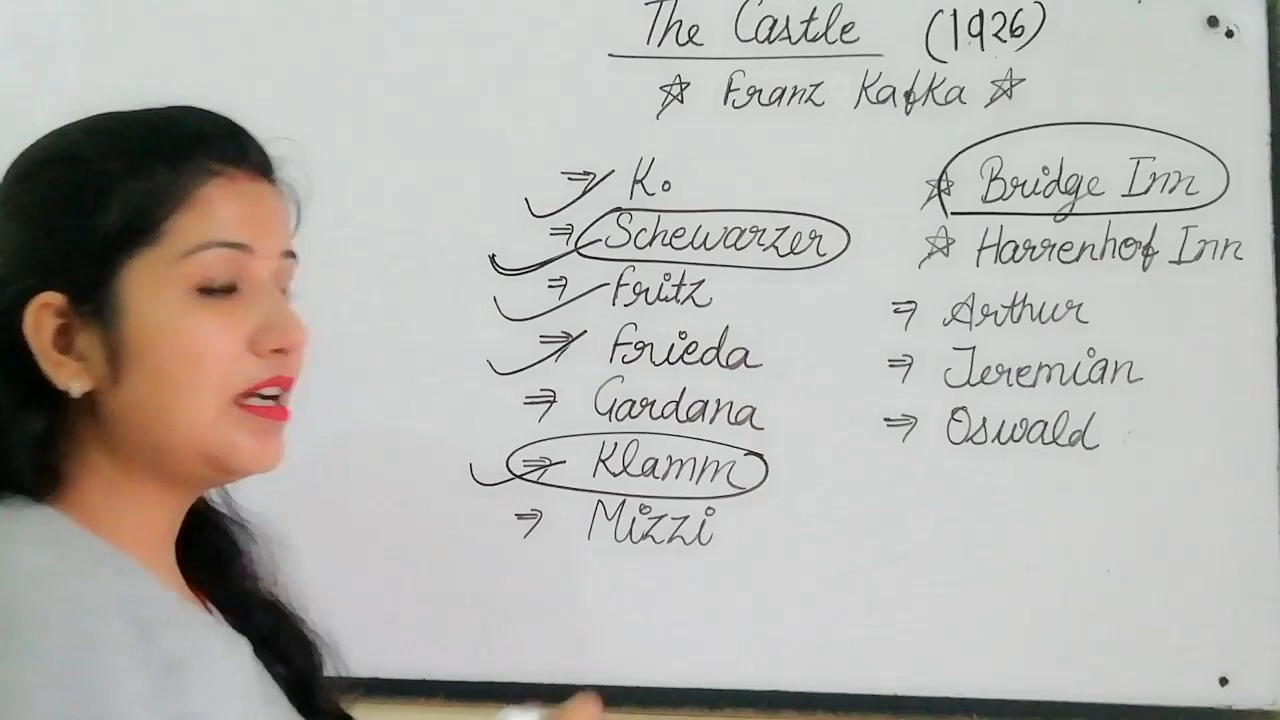 The Castle (1926)
☆ Franz Kafka ☆
⇒ K.
⇒ Schewarzer
⇒ Fritz
⇒ Frieda
⇒ Gardana
⇒ Klamm
⇒ Mizzi
☆ Bridge Inn
☆ Harrenhof Inn
⇒ Arthur
⇒ Jeremian
⇒ Oswald